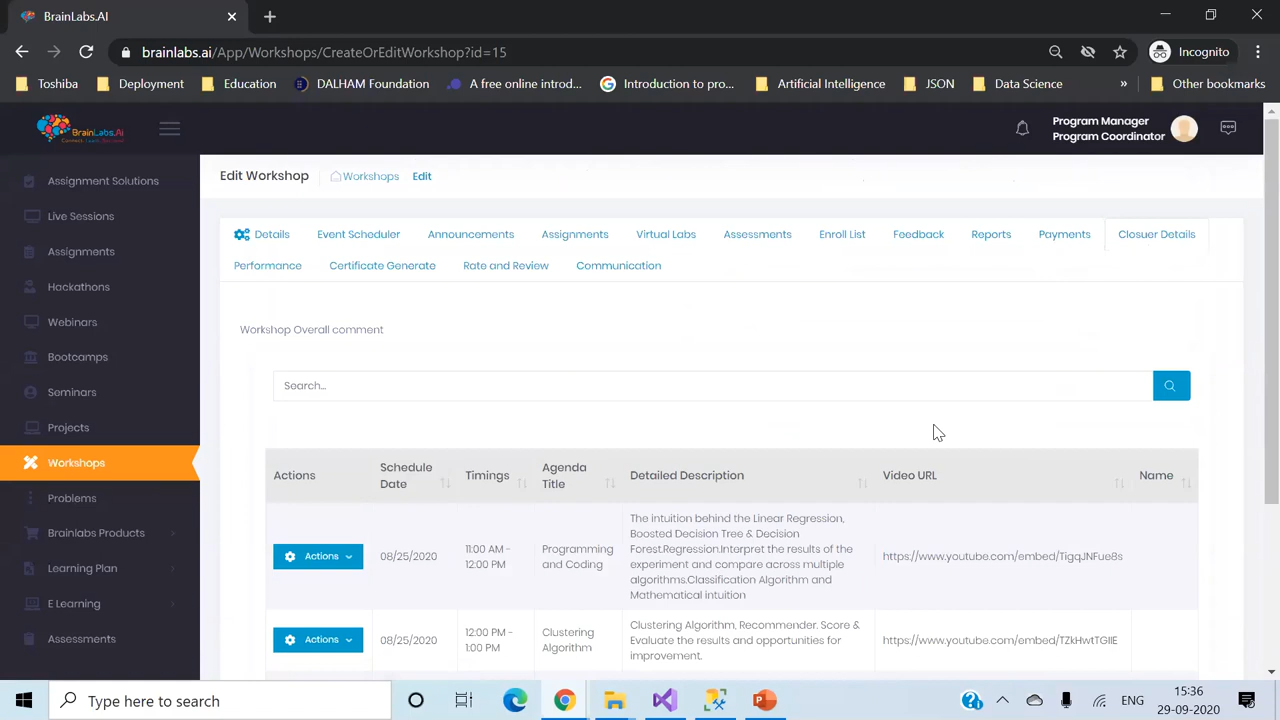 BrainLabs.AI
brainlabs.ai/App/Workshops/CreateOrEditWorkshop?id=15
Incognito
Toshiba
Deployment
Education
DALHAM Foundation
A online free introd...
Introduction to pro...
Artificial Intelligence
JSON
Data Science
»
Other bookmarks
BrainLabs.Ai
Program Manager
Program Coordinator
Assignment Solutions
Live Sessions
Assignments
Hackathons
Webinars
Bootcamps
Seminars
Projects
Workshops
Problems
Brainlabs Products
Learning Plan
E Learning
Assessments
Edit Workshop
Workshops
Edit
Details
Event Scheduler
Announcements
Assignments
Virtual Labs
Assessments
Enroll List
Feedback
Reports
Payments
Closuer Details
Performance
Certificate Generate
Rate and Review
Communication
Workshop Overall comment
Search...
Actions
Schedule
Date
Timings
Agenda
Title
Detailed Description
Video URL
Name
Actions
08/25/2020
11:00 AM -
12:00 PM
Programming
and Coding
The intuition behind the Linear Regression,
Boosted Decision Tree & Decision
Forest.Regression.Interpret the results of the
experiment and compare across multiple
algorithms.Classification Algorithm and
Mathematical intuition
https://www.youtube.com/embed/TigqJNFue8s
Actions
08/25/2020
12:00 PM -
1:00 PM
Clustering
Algorithm
Clustering Algorithm, Recommender. Score &
Evaluate the results and opportunities for
improvement.
https://www.youtube.com/embed/TZkHwtTGIIE
Type here to search
ENG
15:36
29-09-2020